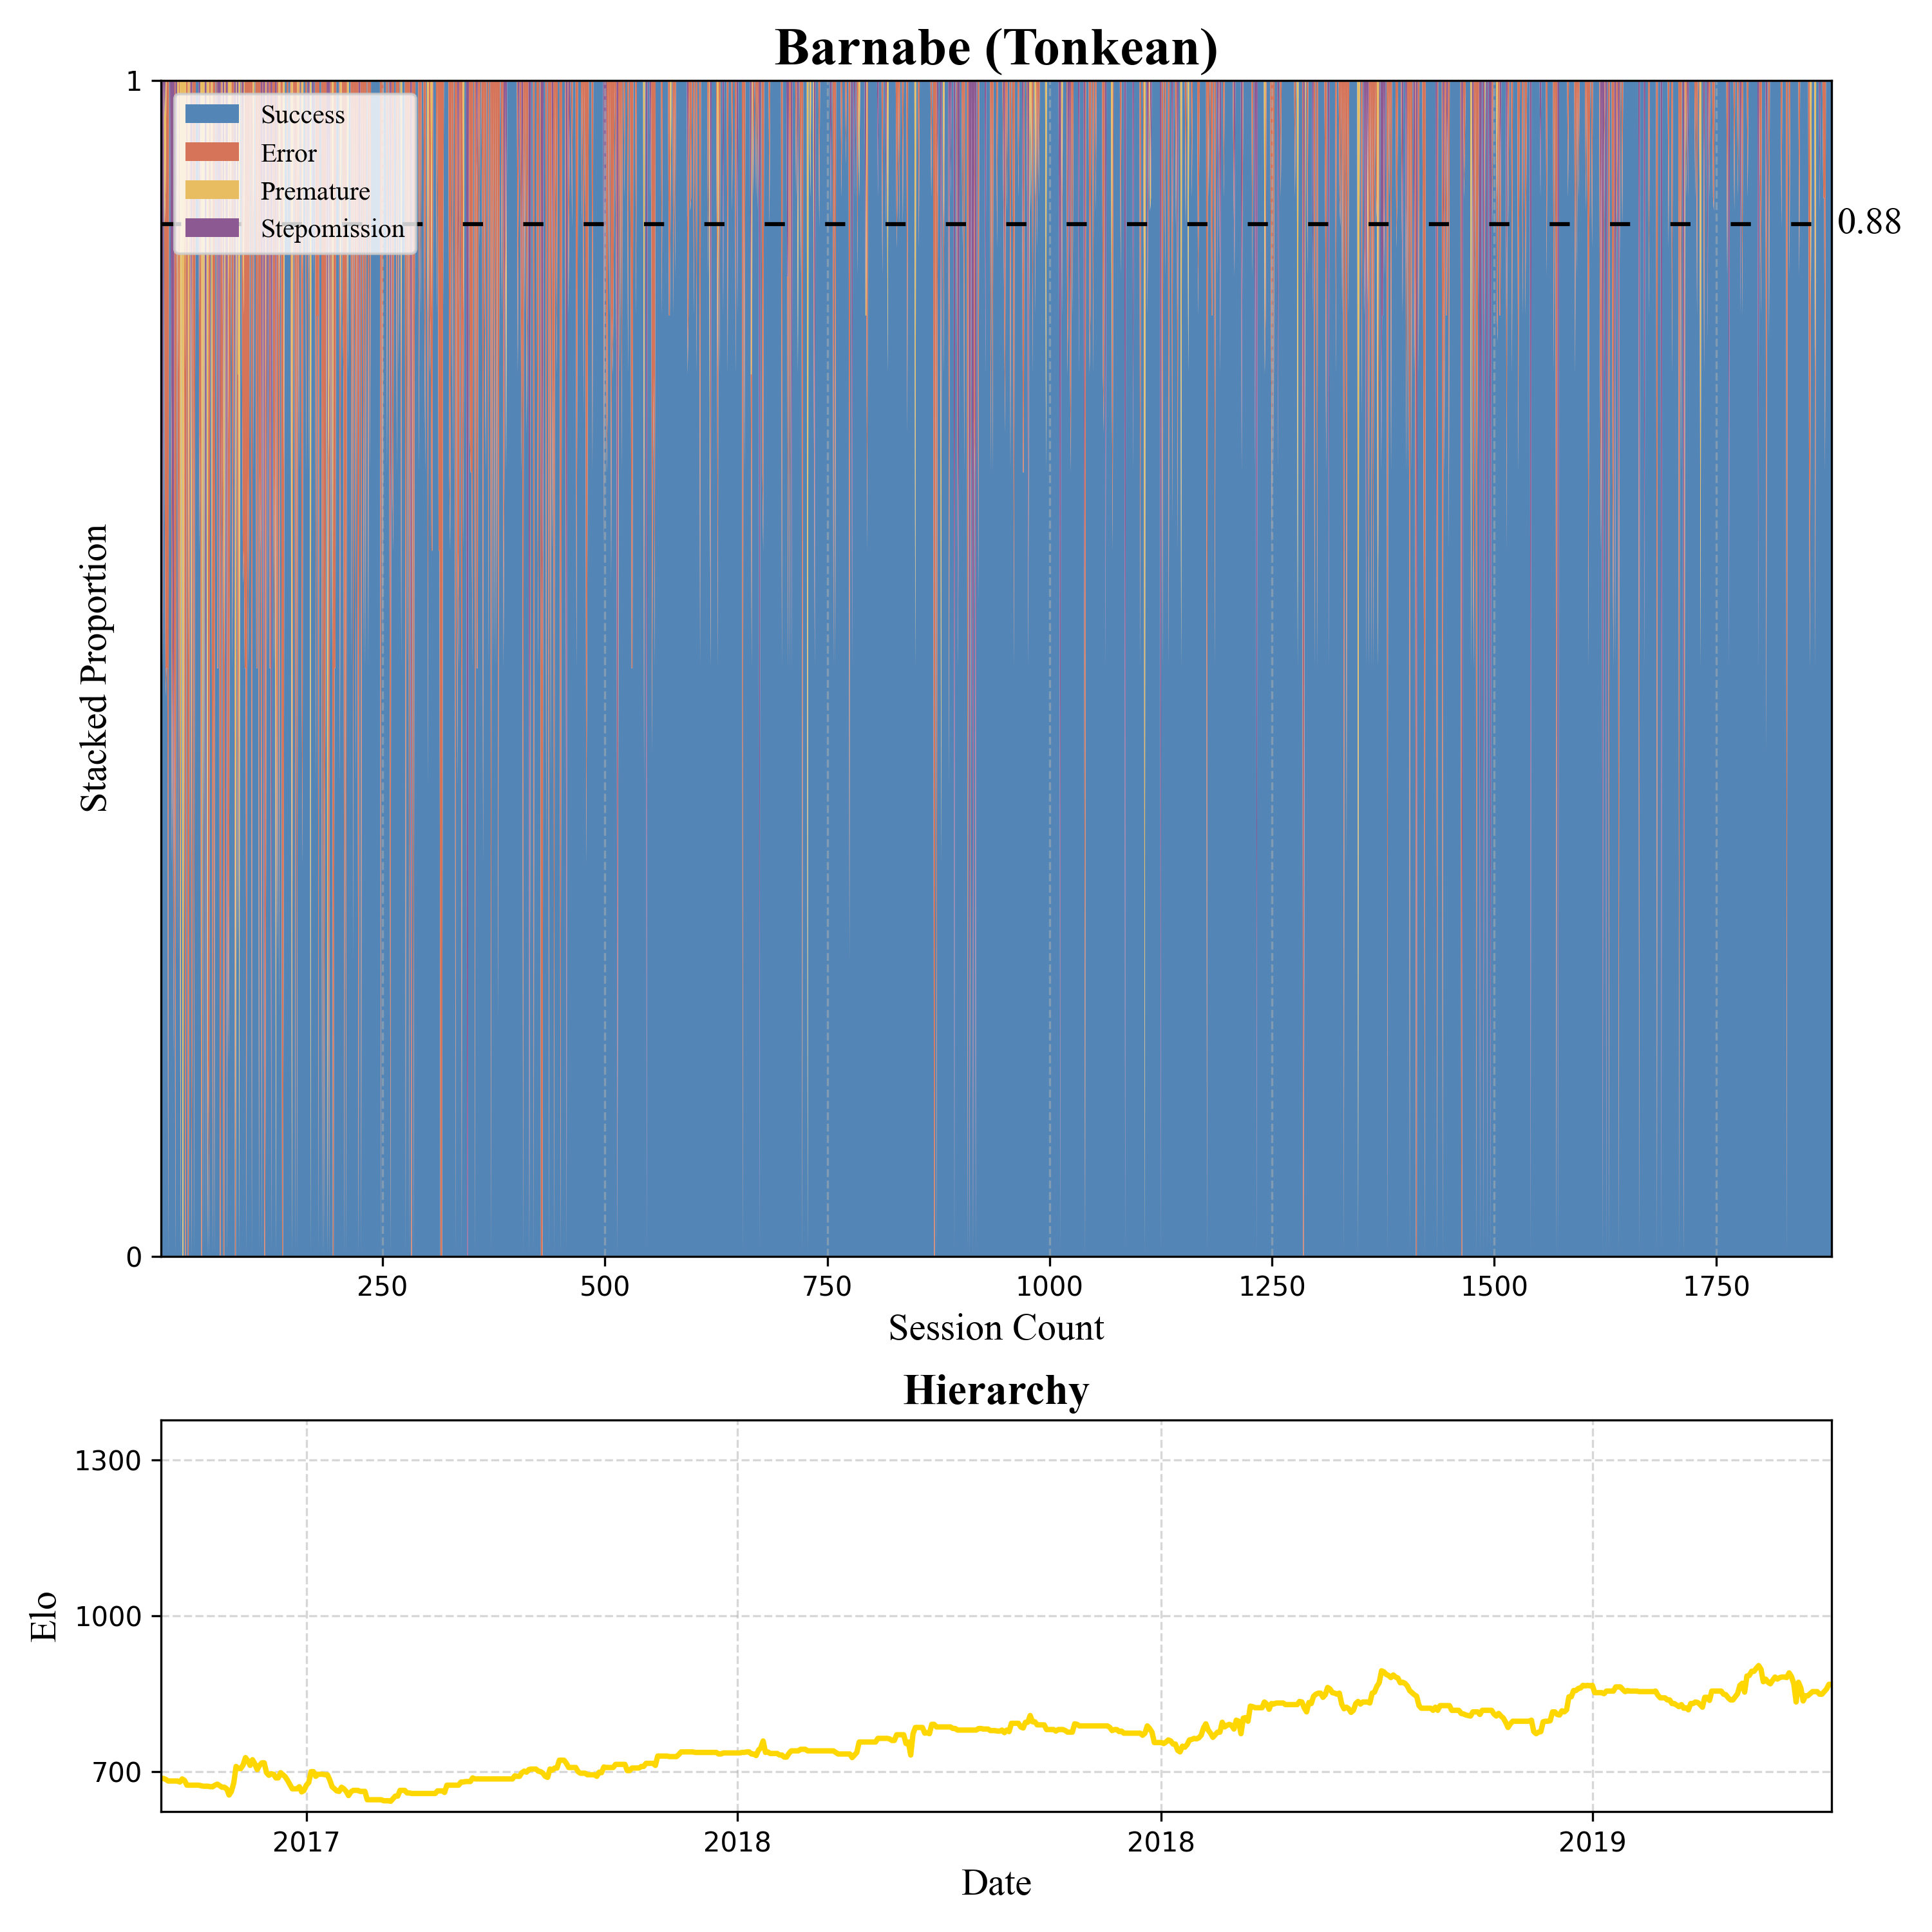 Barnabe (Tonkean)
1
Success
Error
Premature
Stepomission
0.88
Stacked Proportion
0
250 500 750 1000 1250 1500 1750
Session Count
Hierarchy
1300
1000
700
Elo
2017 2018 2018 2019
Date